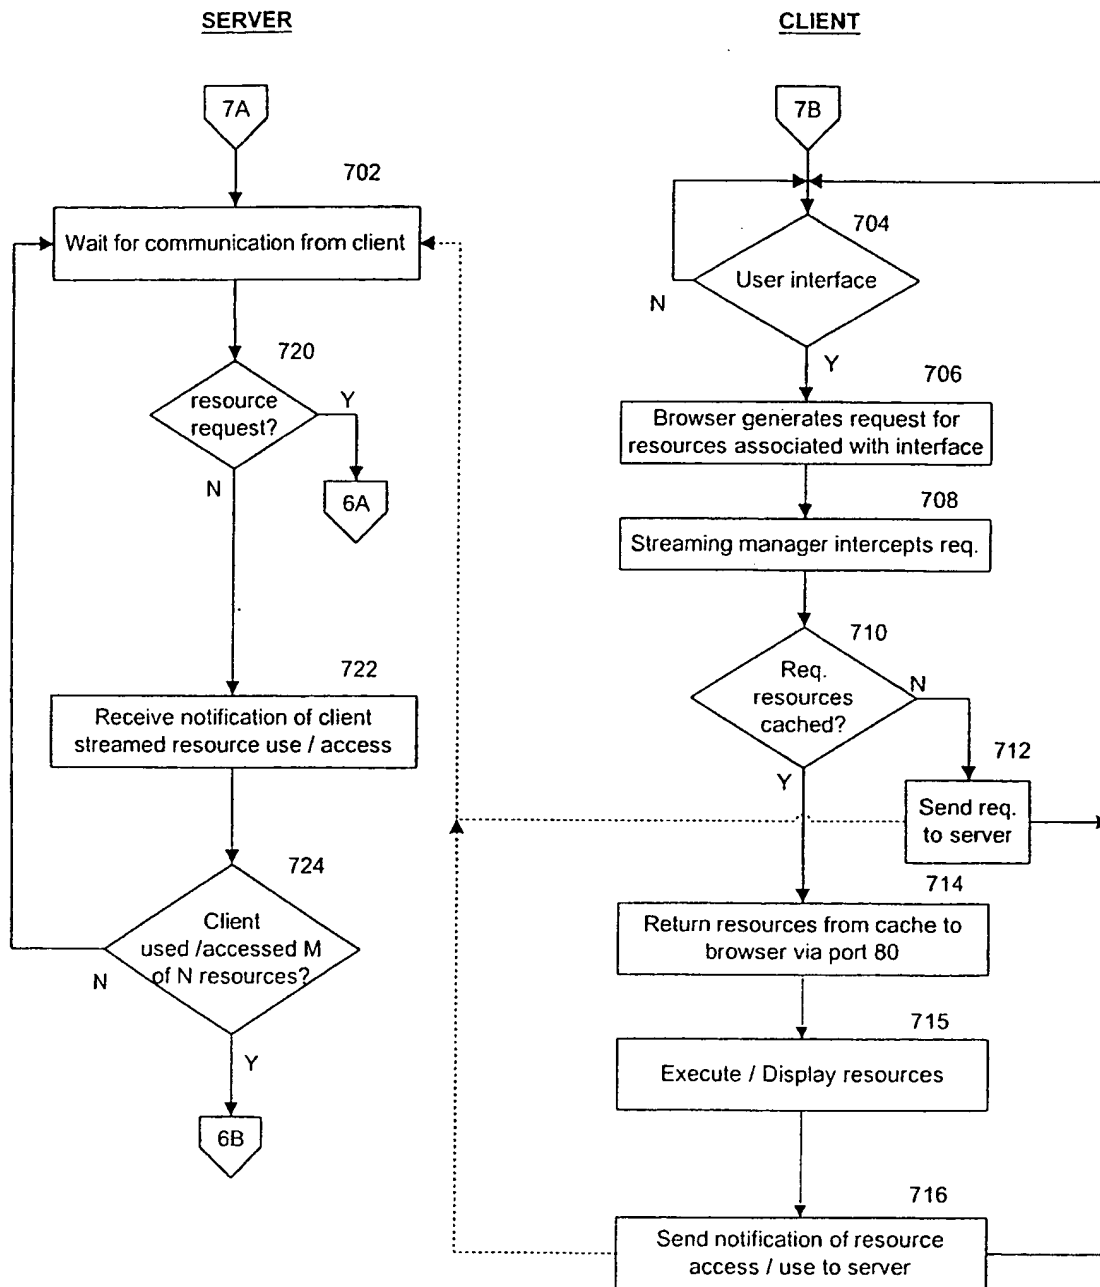 SERVER
7A
702
Wait for communication from client
720
resource
request?
Y
N
6A
722
Receive notification of client
streamed resource use / access
724
Client
used /accessed M
of N resources?
N
Y
6B
CLIENT
7B
704
User interface
N
Y
706
Browser generates request for
resources associated with interface
708
Streaming manager intercepts req.
710
Req.
resources
cached?
N
Y
712
Send req.
to server
714
Return resources from cache to
browser via port 80
715
Execute / Display resources
716
Send notification of resource
access / use to server